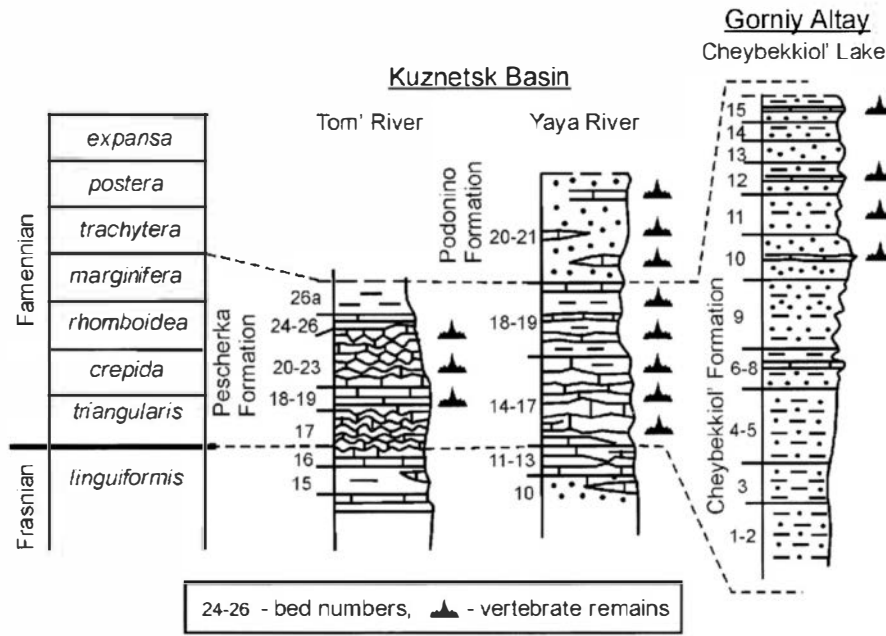 Gorniy Altay
Cheybekkiol' Lake
Kuznetsk Basin
Tom' River
Yaya River
Famennian
Frasnian
expansa
postera
trachytera
marginifera
rhomboidea
crepida
triangularis
linguiformis
Pescherka
Formation
26a
24-26
20-23
18-19
17
16
15
Podonino
Formation
20-21
18-19
14-17
11-13
10
Cheybekkiol' Formation
15
14
13
12
11
10
9
6-8
4-5
3
1-2
24-26 - bed numbers, - vertebrate remains